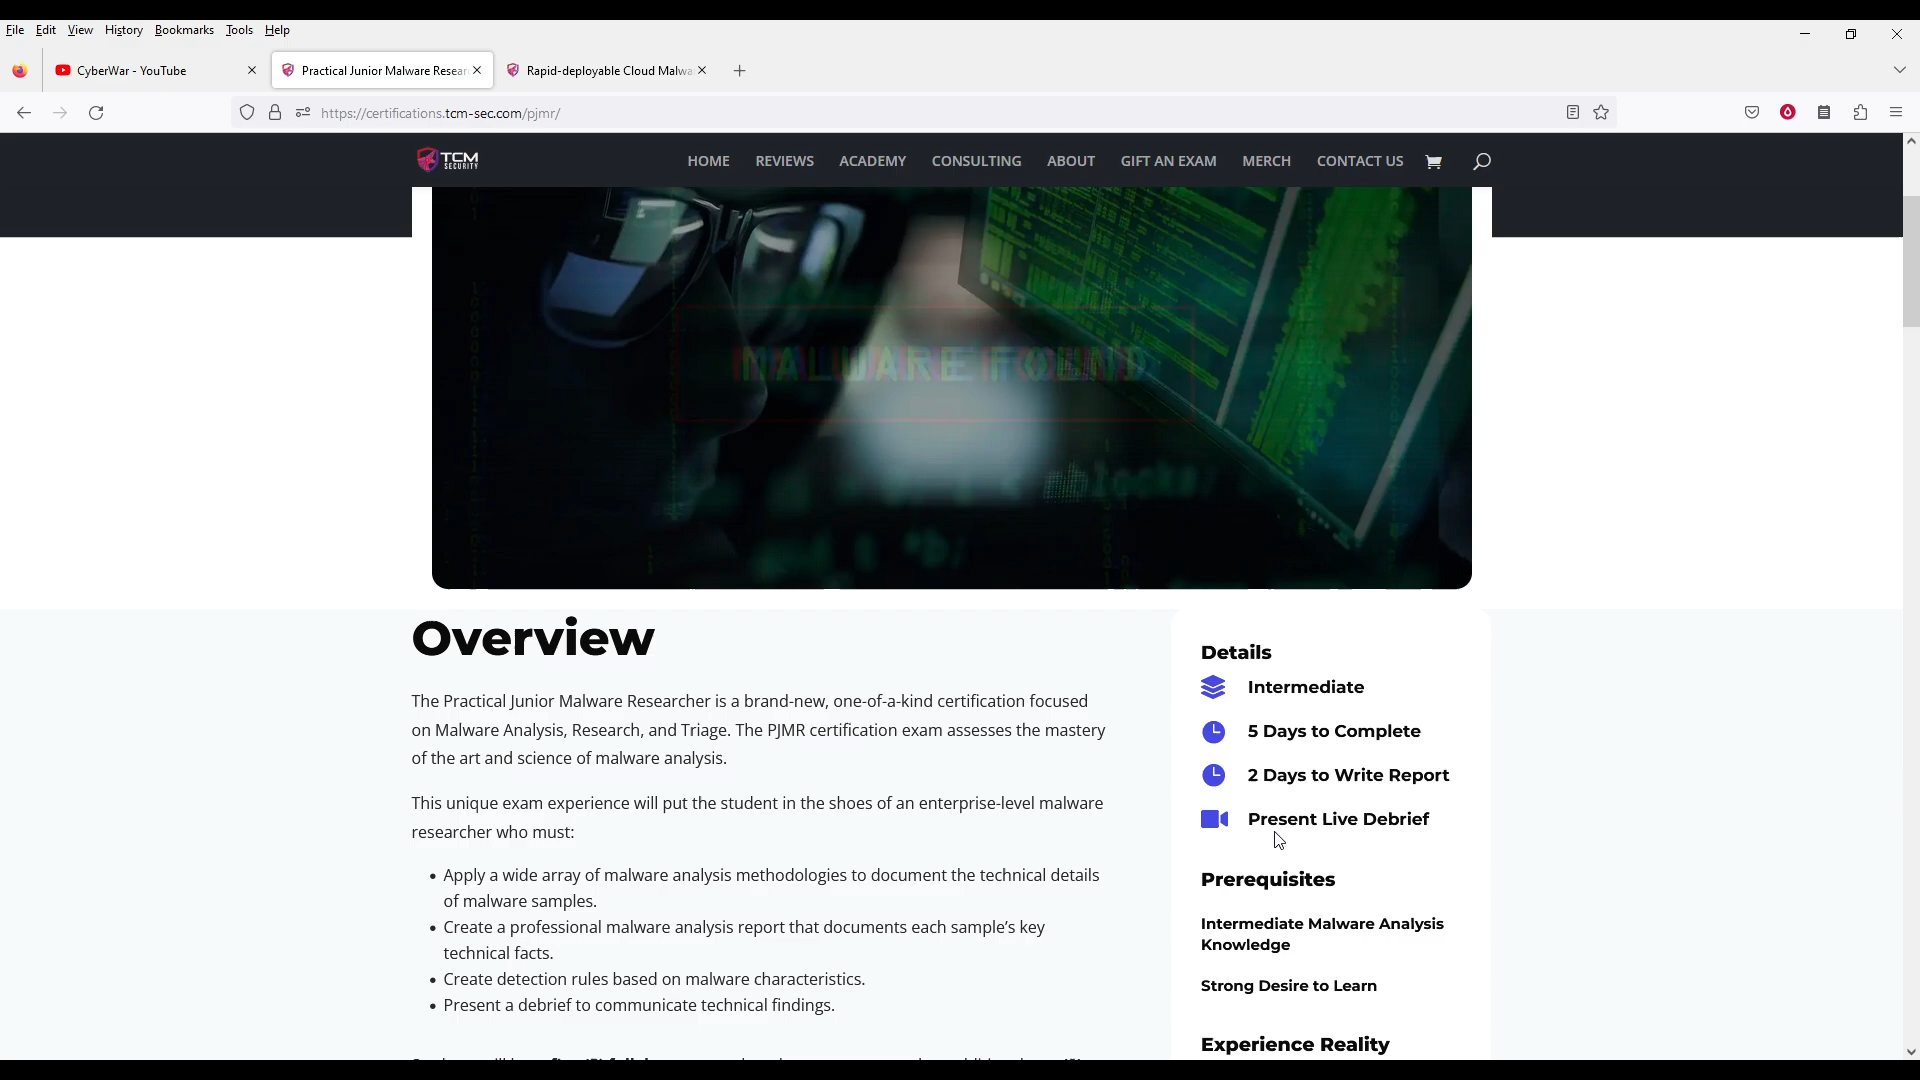 File Edit View History Bookmarks Tools Help
CyberWar - YouTube
Practical Junior Malware Resear
Rapid-deployable Cloud Malwa
https://certifications.tcm-sec.com/pjmr/
TCM
SECURITY
HOME REVIEWS ACADEMY CONSULTING ABOUT GIFT AN EXAM MERCH CONTACT US
MALWARE FOUND
Overview
The Practical Junior Malware Researcher is a brand-new, one-of-a-kind certification focused
on Malware Analysis, Research, and Triage. The PJMR certification exam assesses the mastery
of the art and science of malware analysis.
This unique exam experience will put the student in the shoes of an enterprise-level malware
researcher who must:
• Apply a wide array of malware analysis methodologies to document the technical details
of malware samples.
• Create a professional malware analysis report that documents each sample’s key
technical facts.
• Create detection rules based on malware characteristics.
• Present a debrief to communicate technical findings.
Details
Intermediate
5 Days to Complete
2 Days to Write Report
Present Live Debrief
Prerequisites
Intermediate Malware Analysis
Knowledge
Strong Desire to Learn
Experience Reality